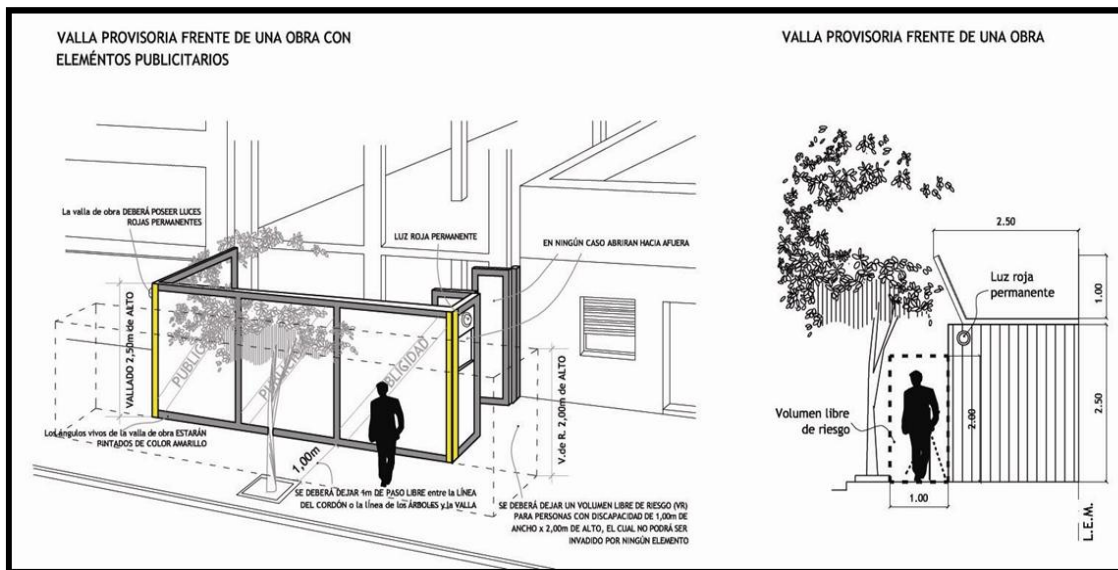 VALLA PROVISORIA FRENTE DE UNA OBRA CON
ELEMÉNTOS PUBLICITARIOS
La valla de obra DEBERÁ POSEER LUCES
ROJAS PERMANENTES
LUZ ROJA PERMANENTE
EN NINGÚN CASO ABRIRAN HACIA AFUERA
VALLADO 2,50m de ALTO
PUBLICIDAD
PUBLICIDAD
PUBLIGIDAD
V.de R. 2,00m de ALTO
Los ángulos vivos de la valla de obra ESTARÁN
PINTADOS DE COLOR AMARILLO
1,00m
SE DEBERÁ DEJAR 1m DE PASO LIBRE entre la LÍNEA
DEL CORDÓN o la línea de los ÁRBOLES y la VALLA
SE DEBERÁ DEJAR UN VOLUMEN LIBRE DE RIESGO (VR)
PARA PERSONAS CON DISCAPACIDAD DE 1,00m DE
ANCHO x 2,00m DE ALTO, EL CUAL NO PODRÁ SER
INVADIDO POR NINGÚN ELEMENTO
VALLA PROVISORIA FRENTE DE UNA OBRA
2.50
Luz roja
permanente
1.00
Volumen libre
de riesgo
2.00
2.50
1.00
L.E.M.